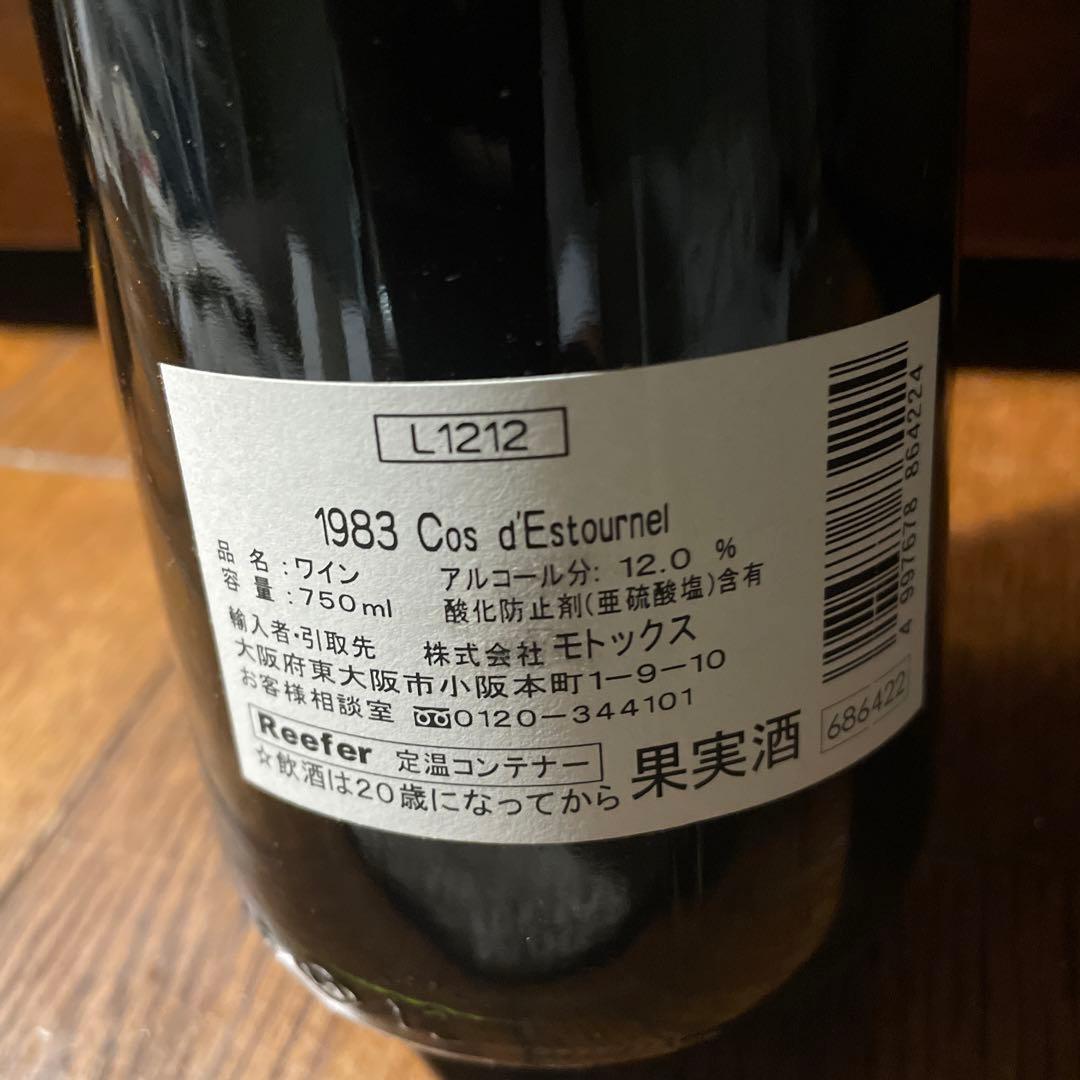 L1212
1983 Cos d'Estournel
品名:ワイン アルコール分:12.0 %
容量:750ml 酸化防止剤(亜硫酸塩)含有
輸入者・引取先 株式会社 モトックス
大阪府東大阪市小阪本町1-9-10
お客様相談室 0120-344101
Reefer 定温コンテナー 果実酒
☆飲酒は20歳になってから
4 997678 864224
686422